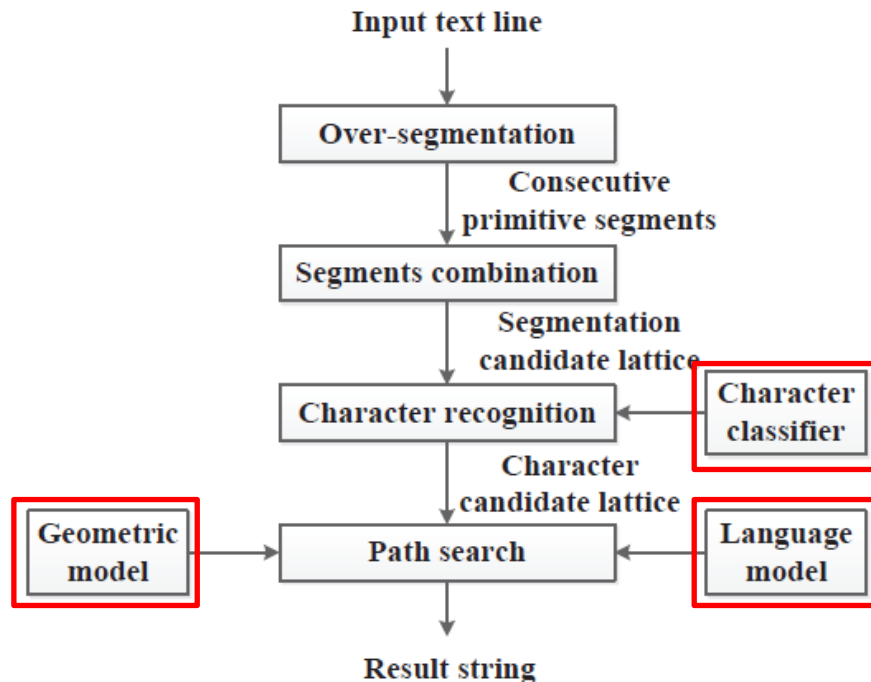 Input text line
Over-segmentation
Consecutive
primitive segments
Segments combination
Segmentation
candidate lattice
Character recognition
Character
classifier
Character
candidate lattice
Geometric
model
Path search
Language
model
Result string